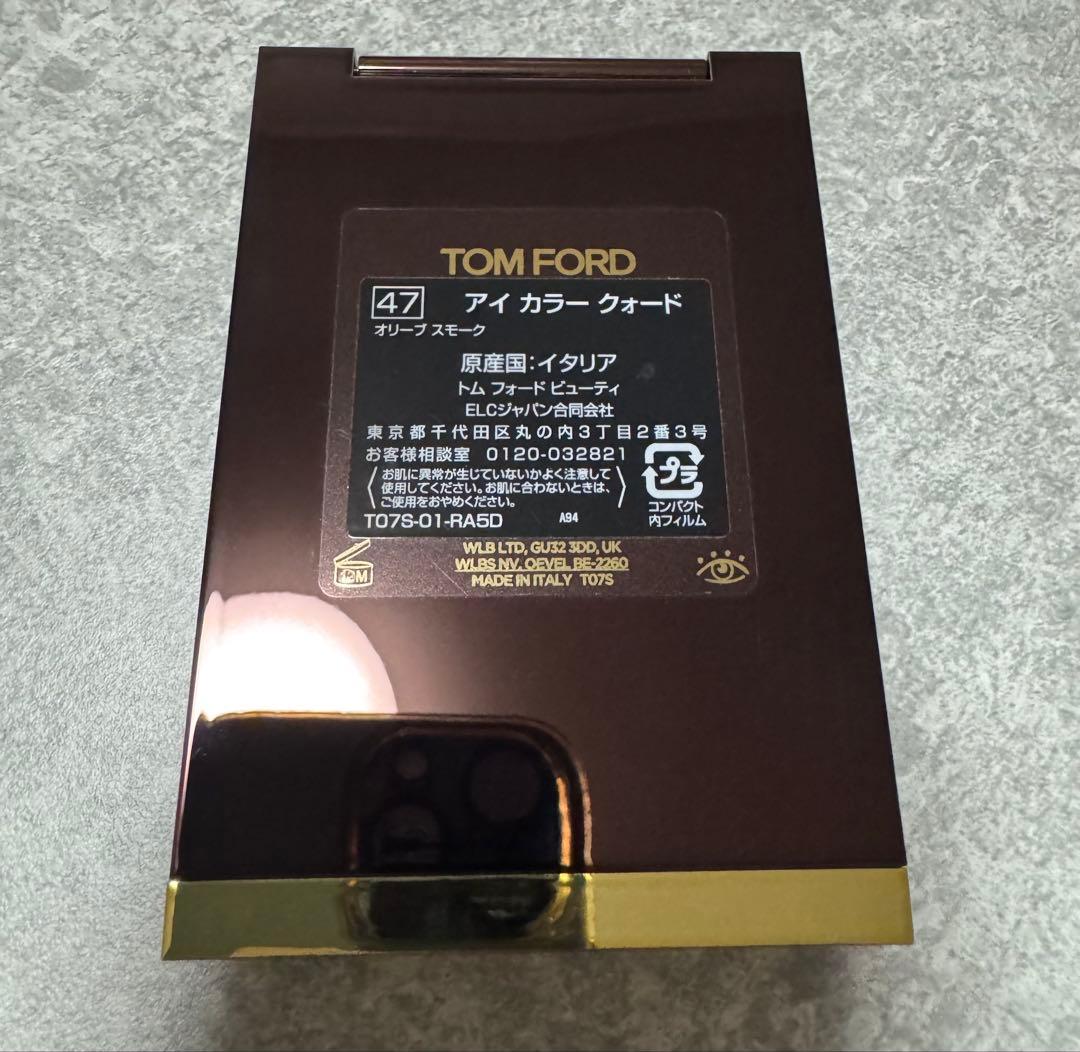 TOM FORD
47 アイ カラー クォード
オリーブ スモーク
原産国:イタリア
トム フォード ビューティ
ELCジャパン合同会社
東京都千代田区丸の内3丁目2番3号
お客様相談室 0120-032821
お肌に異常が生じていないかよく注意して
使用してください。お肌に合わないときは、
ご使用をおやめください。
プラ
コンパクト
内フィルム
T07S-01-RA5D A94
12M
WLB LTD, GU32 3DD, UK
WLBS NV. OEVEL BE-2260
MADE IN ITALY T07S